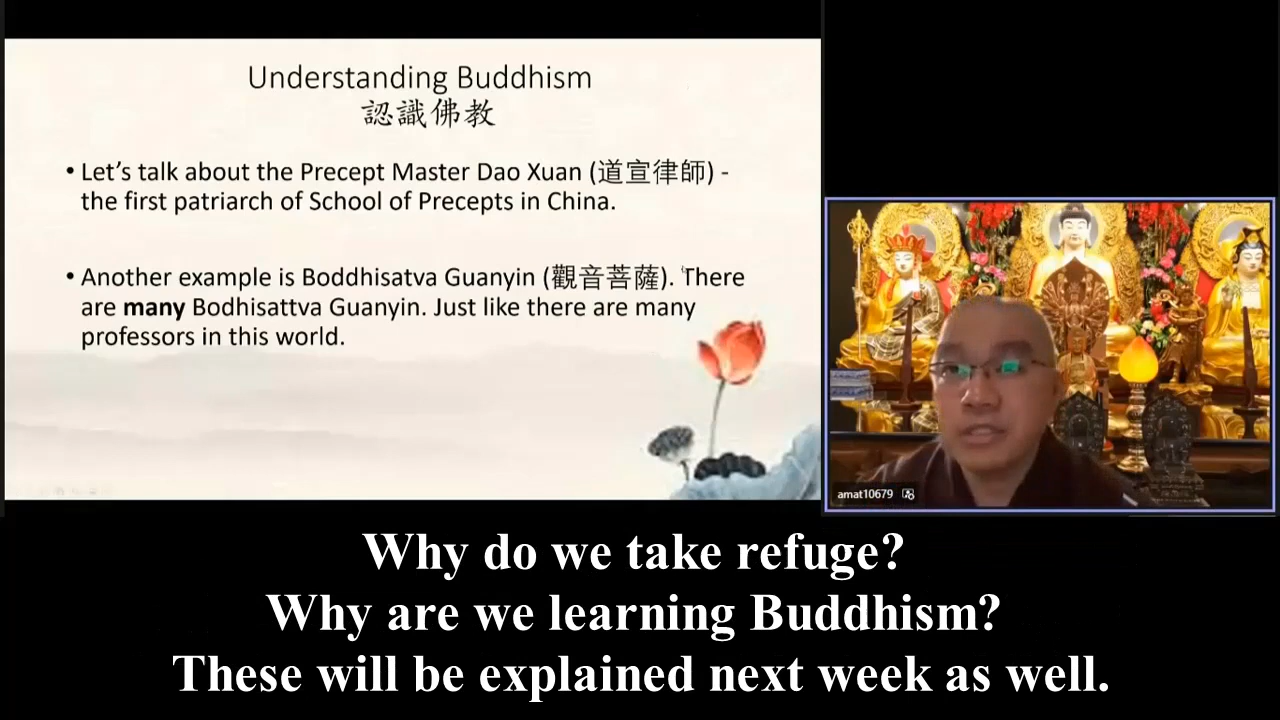 Understanding Buddhism
認識佛教
• Let’s talk about the Precept Master Dao Xuan (道宣律師) -
the first patriarch of School of Precepts in China.
• Another example is Boddhisatva Guanyin (觀音菩薩). There
are many Bodhisattva Guanyin. Just like there are many
professors in this world.
amat10679
Why do we take refuge?
Why are we learning Buddhism?
These will be explained next week as well.